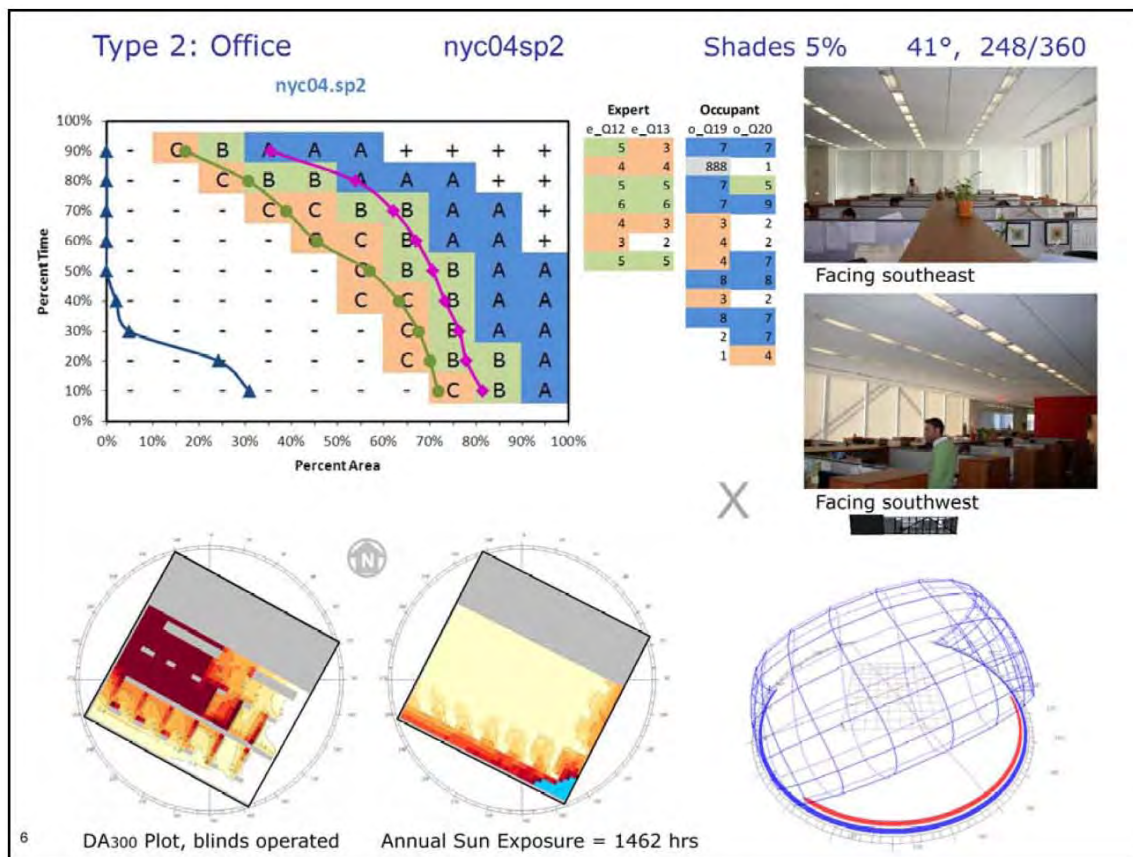 Type 2: Office nyc04sp2 Shades 5% 41°, 248/360
nyc04.sp2
Percent Time
100%
90% - C B A A A + + + +
80% - - C B B A A A + +
70% - - - C C B B A A +
60% - - - - C C B A A +
50% - - - - - C B B A A
40% - - - - - C C B A A
30% - - - - - - C B A A
20% - - - - - - C B B A
10% - - - - - - - C B A
0%
0% 10% 20% 30% 40% 50% 60% 70% 80% 90% 100%
Percent Area
Expert
e_Q12 e_Q13
5 3
4 4
5 5
6 6
4 3
3 2
5 5
Occupant
o_Q19 o_Q20
7 7
888 1
7 5
7 9
3 2
4 2
4 7
8 8
3 2
8 7
2 7
1 4
Facing southeast
Facing southwest
X
N
DA300 Plot, blinds operated
Annual Sun Exposure = 1462 hrs
6